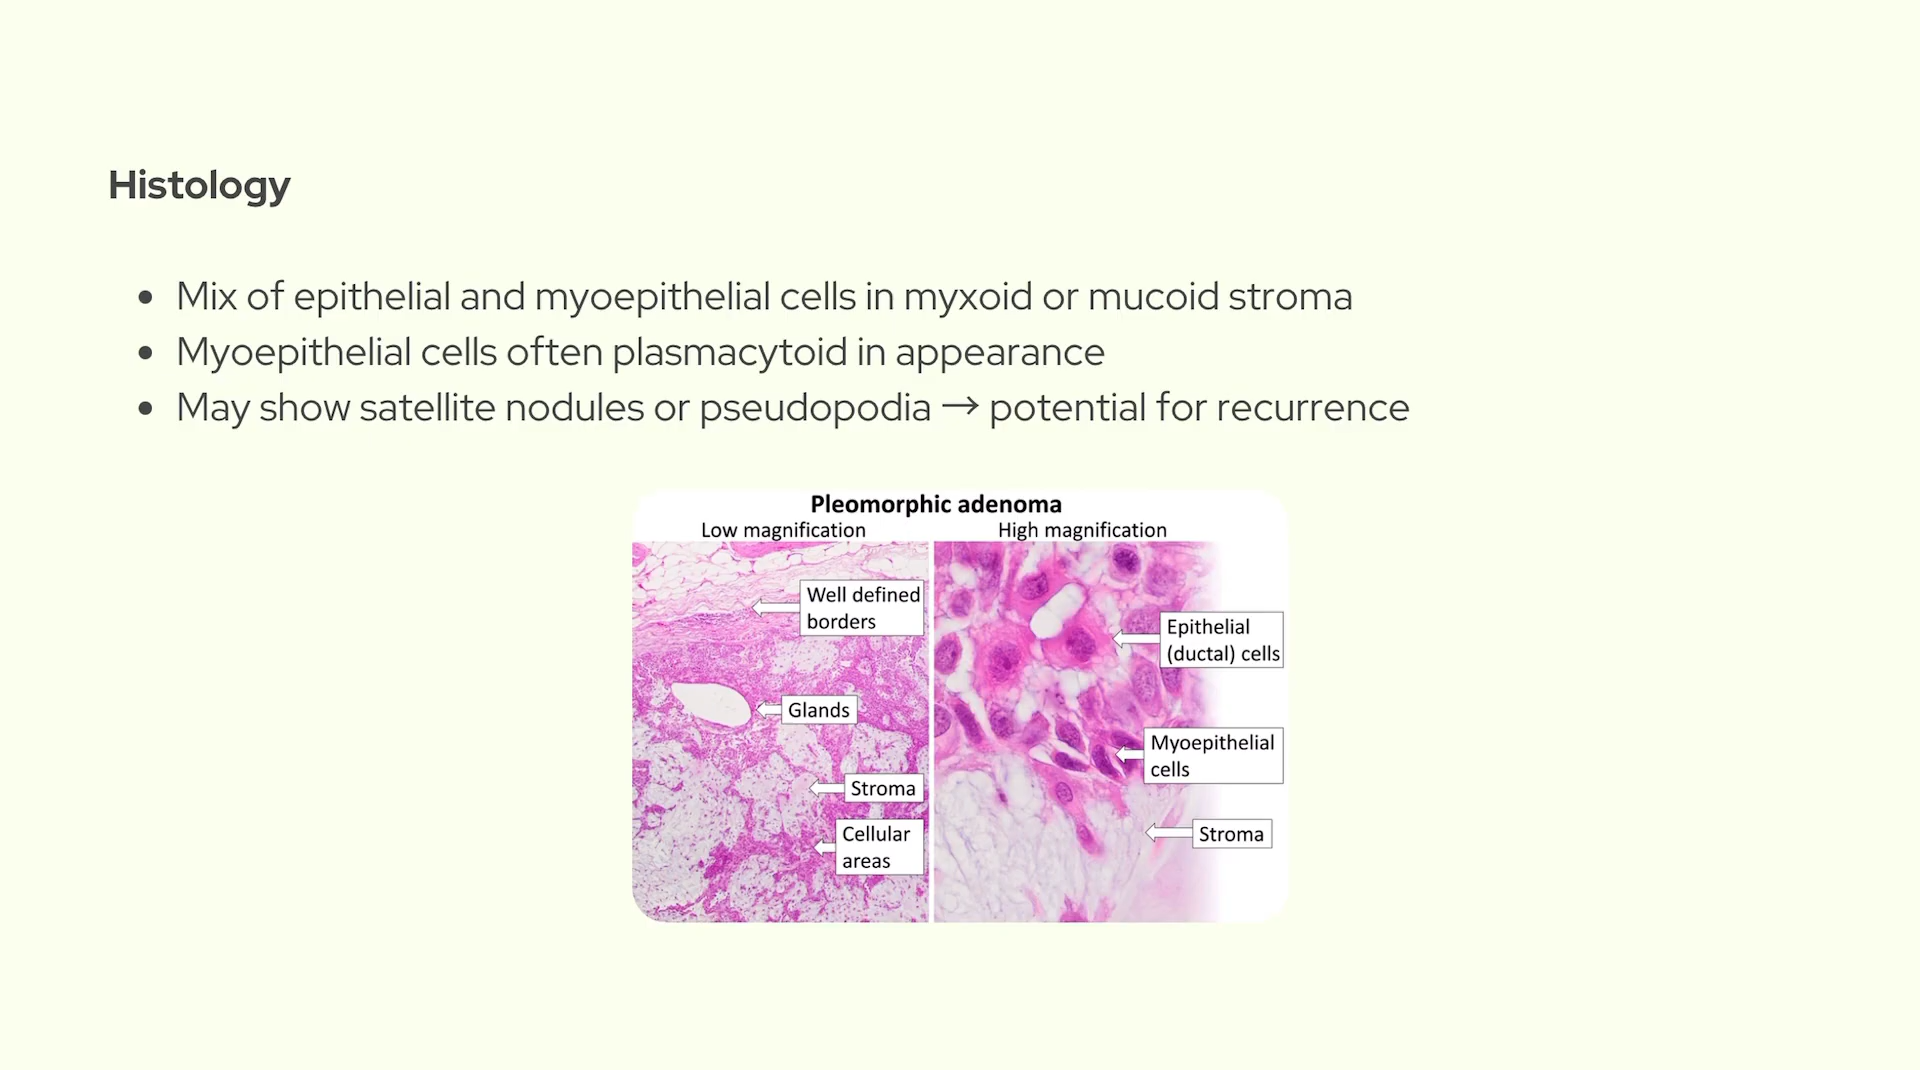 Histology
Mix of epithelial and myoepithelial cells in myxoid or mucoid stroma
Myoepithelial cells often plasmacytoid in appearance
May show satellite nodules or pseudopodia → potential for recurrence
Pleomorphic adenoma
Low magnification
High magnification
Well defined
borders
Glands
Stroma
Cellular
areas
Epithelial
(ductal) cells
Myoepithelial
cells
Stroma